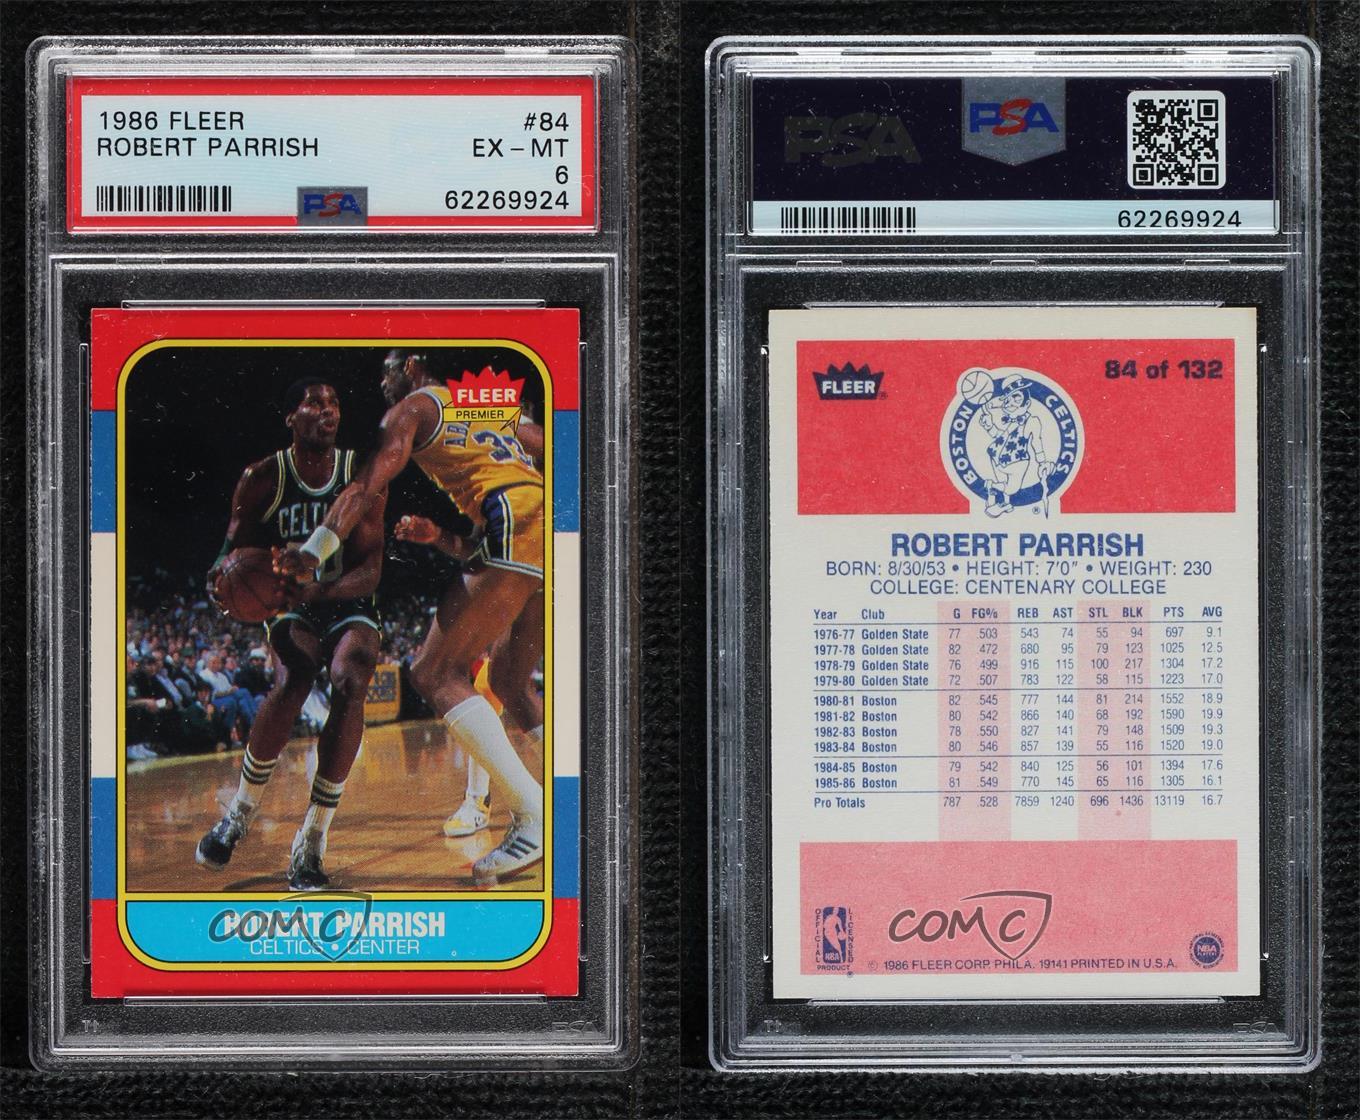 1986 FLEER #84
ROBERT PARRISH EX - MT
6
PSA 62269924
FLEER
PREMIER
CELTI
ROBERT PARRISH
CELTICS • CENTER
COMC
PSA PSA
62269924
FLEER ® 84 of 132
BOSTON CELTICS ®
ROBERT PARRISH
BORN: 8/30/53 • HEIGHT: 7'0" • WEIGHT: 230
COLLEGE: CENTENARY COLLEGE
Year Club G FG% REB AST STL BLK PTS AVG
1976-77 Golden State 77 .503 543 74 55 94 697 9.1
1977-78 Golden State 82 .472 680 95 79 123 1025 12.5
1978-79 Golden State 76 .499 916 115 100 217 1304 17.2
1979-80 Golden State 72 .507 783 122 58 115 1223 17.0
1980-81 Boston 82 .545 777 144 81 214 1552 18.9
1981-82 Boston 80 .542 866 140 68 192 1590 19.9
1982-83 Boston 78 .550 827 141 79 148 1509 19.3
1983-84 Boston 80 .546 857 139 55 116 1520 19.0
1984-85 Boston 79 .542 840 125 56 101 1394 17.6
1985-86 Boston 81 .549 770 145 65 116 1305 16.1
Pro Totals 787 .528 7859 1240 696 1436 13119 16.7
COMC
OFFICIAL LICENSED
NBA
PRODUCT ®
© 1986 FLEER CORP. PHILA. 19141 PRINTED IN U.S.A.
NBA
PLAYERS
PSA